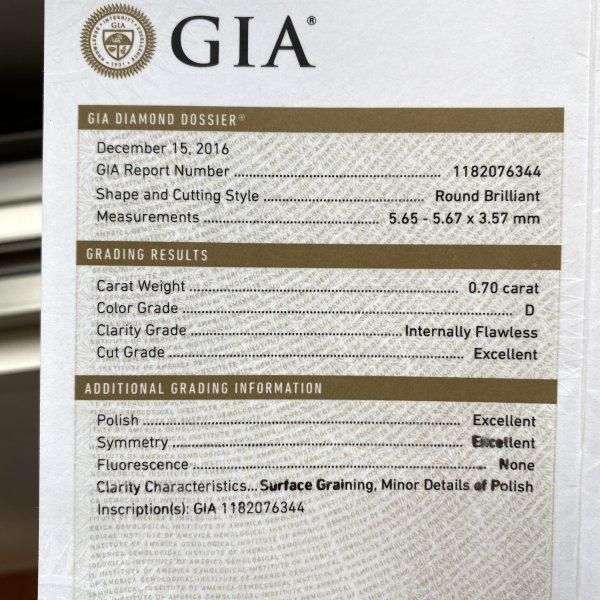 GIA®
GIA DIAMOND DOSSIER®
December 15, 2016
GIA Report Number 1182076344
Shape and Cutting Style Round Brilliant
Measurements 5.65 - 5.67 x 3.57 mm
GRADING RESULTS
Carat Weight 0.70 carat
Color Grade D
Clarity Grade Internally Flawless
Cut Grade Excellent
ADDITIONAL GRADING INFORMATION
Polish Excellent
Symmetry Excellent
Fluorescence None
Clarity Characteristics... Surface Graining, Minor Details of Polish
Inscription(s): GIA 1182076344